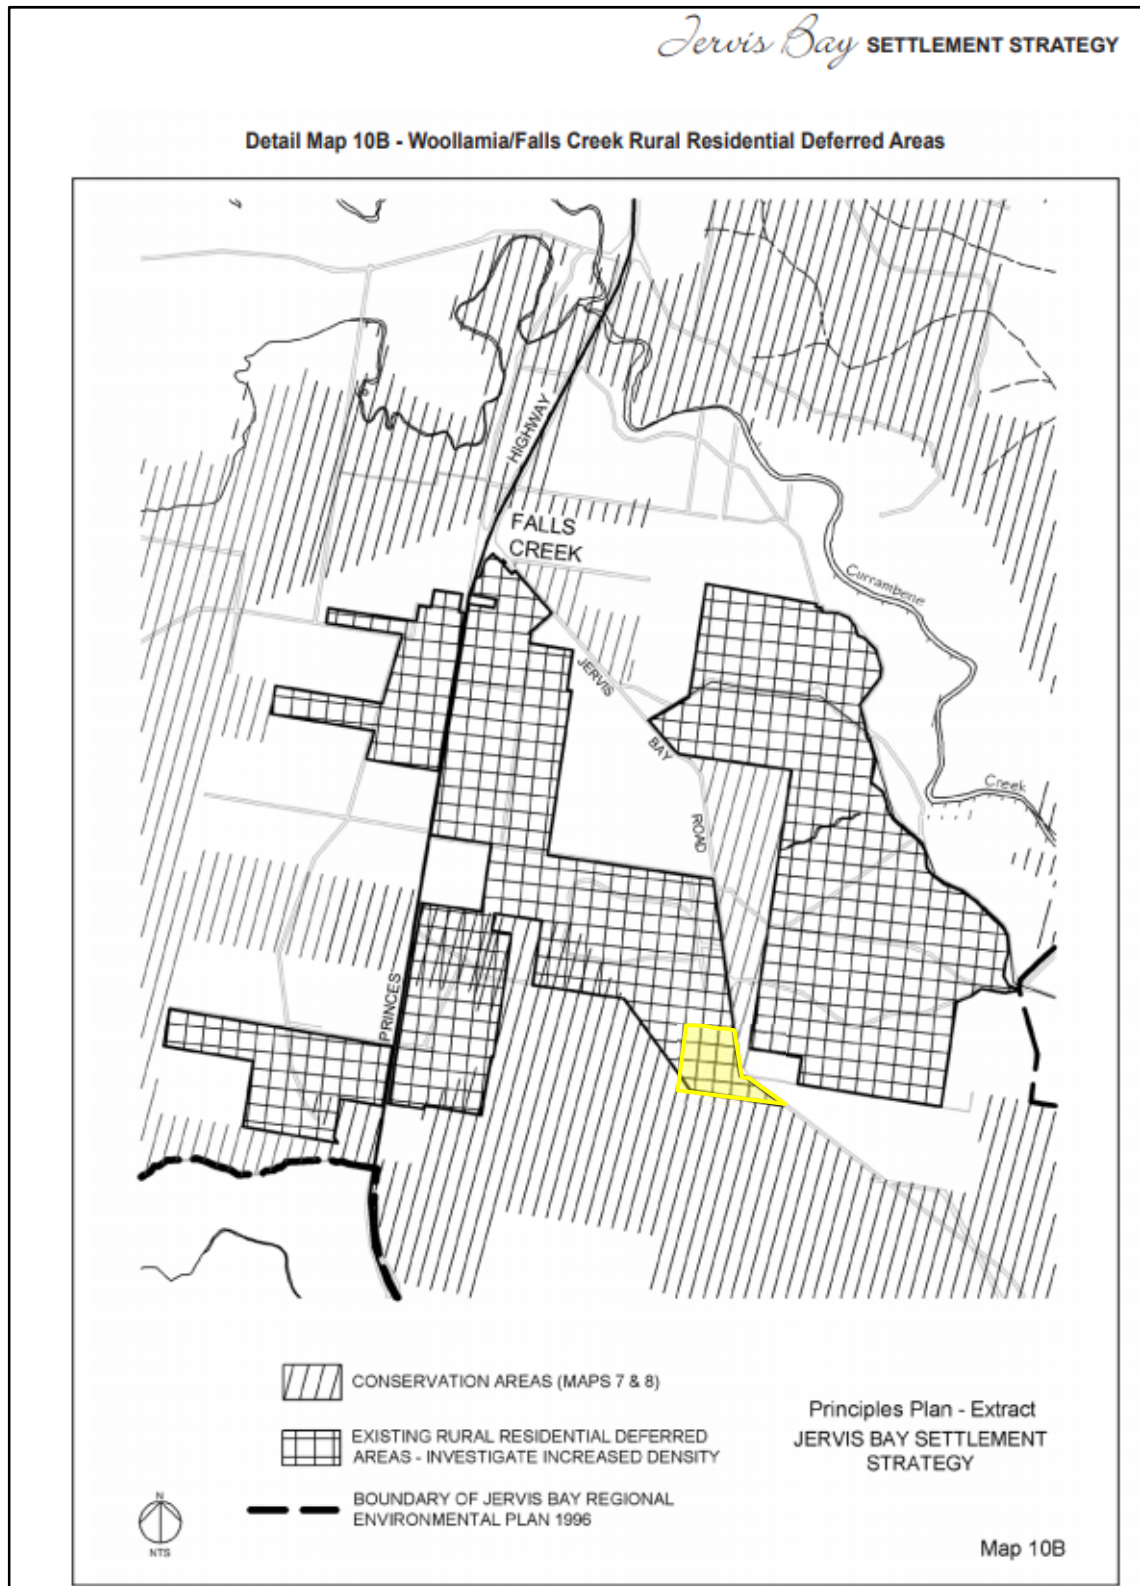 Jervis Bay SETTLEMENT STRATEGY
Detail Map 10B - Woollamia/Falls Creek Rural Residential Deferred Areas
HIGHWAY
FALLS
CREEK
Currambene
JERVIS
BAY
Creek
ROAD
PRINCES
CONSERVATION AREAS (MAPS 7 & 8)
EXISTING RURAL RESIDENTIAL DEFERRED
AREAS - INVESTIGATE INCREASED DENSITY
BOUNDARY OF JERVIS BAY REGIONAL
ENVIRONMENTAL PLAN 1996
Principles Plan - Extract
JERVIS BAY SETTLEMENT
STRATEGY
N
NTS
Map 10B